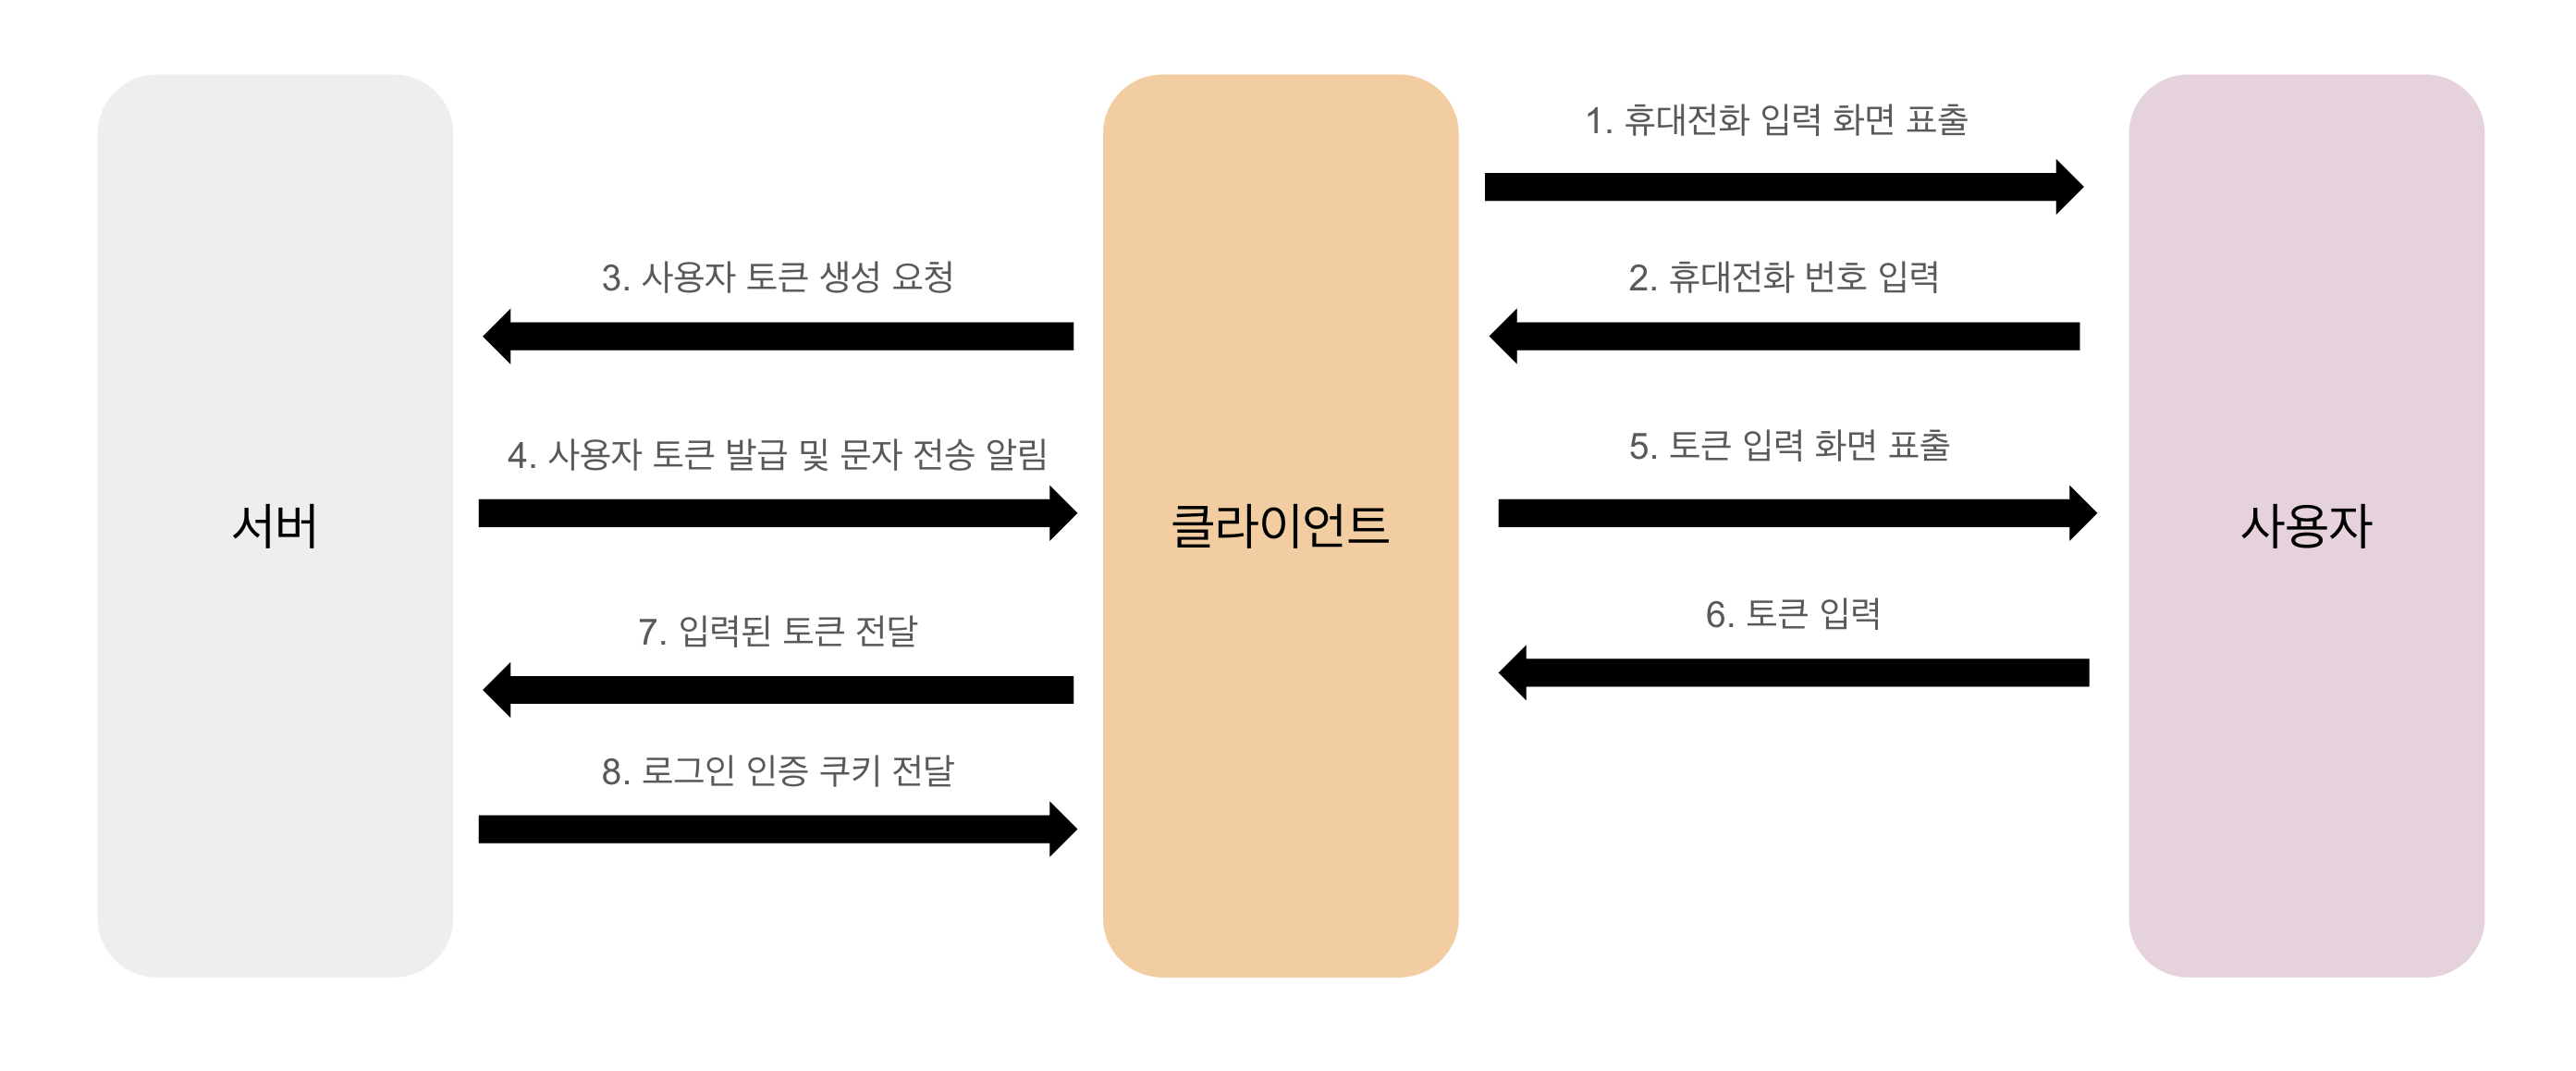 1. 휴대전화 입력 화면 표출
3. 사용자 토큰 생성 요청
2. 휴대전화 번호 입력
4. 사용자 토큰 발급 및 문자 전송 알림
5. 토큰 입력 화면 표출
서버
클라이언트
사용자
7. 입력된 토큰 전달
6. 토큰 입력
8. 로그인 인증 쿠키 전달